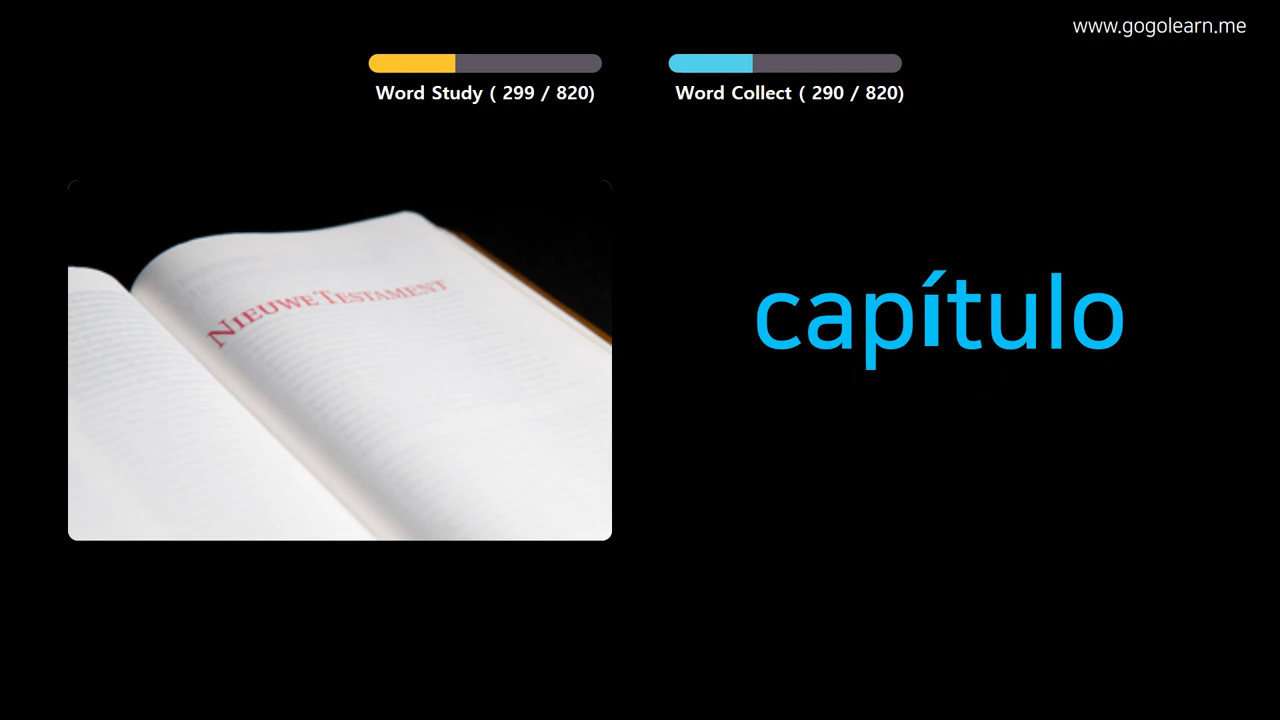 www.gogolearn.me
Word Study ( 299 / 820)
Word Collect ( 290 / 820)
NIEUWE TESTAMENT
capítulo